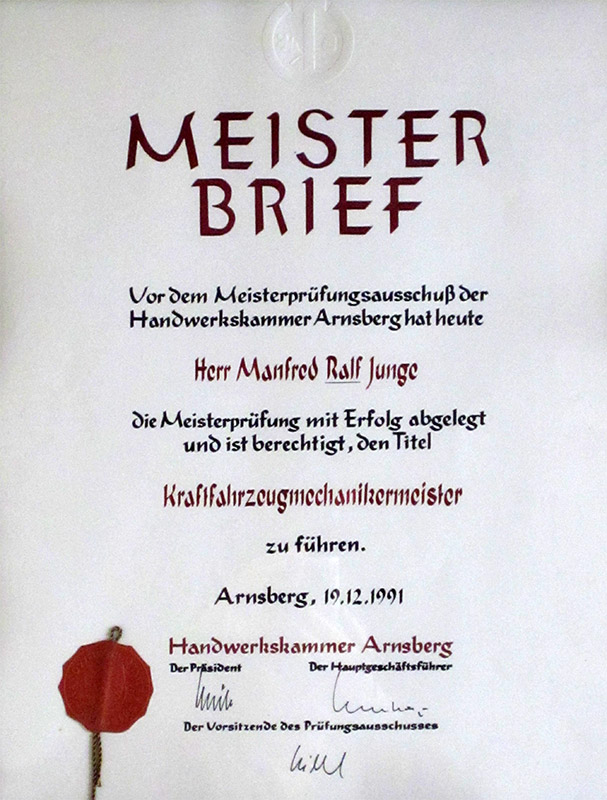 MEISTER
BRIEF
Vor dem Meisterprüfungsausschuß der
Handwerkskammer Arnsberg hat heute
Herr Manfred Ralf Junge
die Meisterprüfung mit Erfolg abgelegt
und ist berechtigt, den Titel
Kraftfahrzeugmechanikermeister
zu führen.
Arnsberg, 19.12.1991
Handwerkskammer Arnsberg
Der Präsident Der Hauptgeschäftsführer
Der Vorsitzende des Prüfungsausschusses